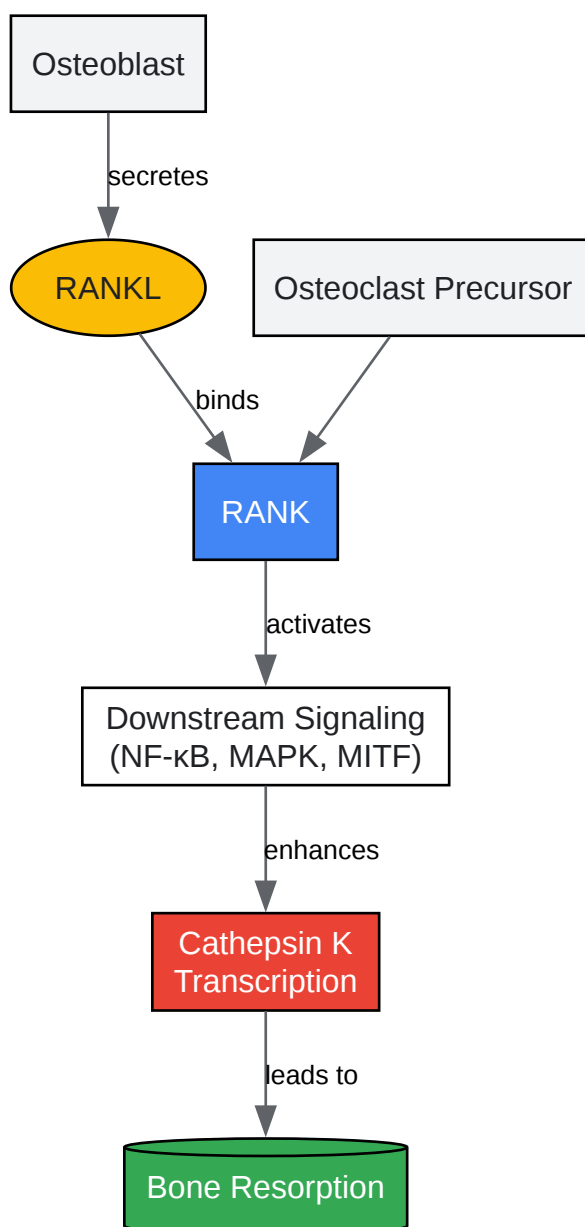 Osteoblast
secretes
RANKL
Osteoclast Precursor
binds
RANK
activates
Downstream Signaling
(NF-κB, MAPK, MITF)
enhances
Cathepsin K
Transcription
leads to
Bone Resorption